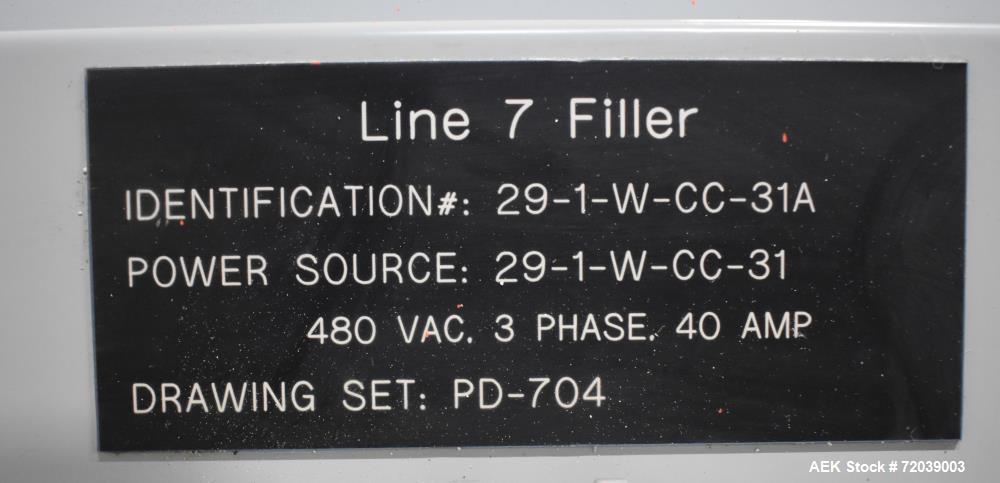 Line 7 Filler
IDENTIFICATION#: 29-1-W-CC-31A
POWER SOURCE: 29-1-W-CC-31
480 VAC. 3 PHASE. 40 AMP
DRAWING SET: PD-704
AEK Stock # 72039003